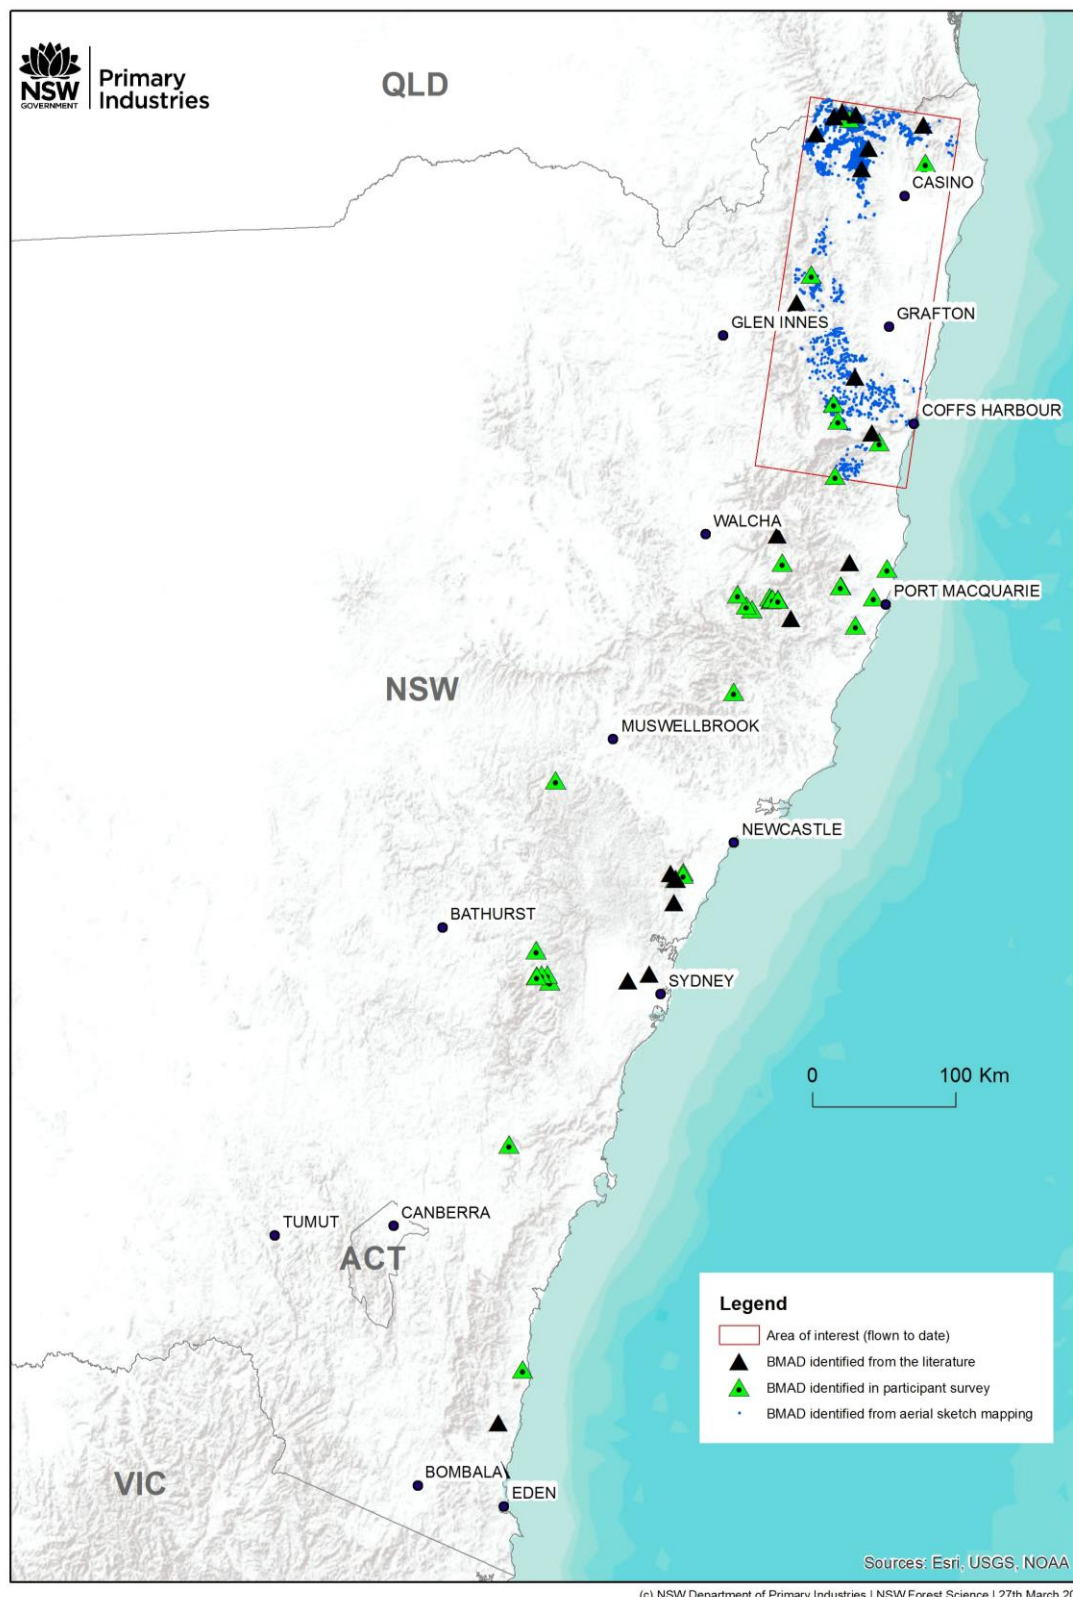 NSW
GOVERNMENT
Primary
Industries
QLD
CASINO
GLEN INNES
GRAFTON
COFFS HARBOUR
WALCHA
PORT MACQUARIE
NSW
MUSWELLBROOK
NEWCASTLE
BATHURST
SYDNEY
0 100 Km
TUMUT
CANBERRA
ACT
Legend
Area of interest (flown to date)
BMAD identified from the literature
BMAD identified in participant survey
BMAD identified from aerial sketch mapping
VIC
BOMBALA
EDEN
Sources: Esri, USGS, NOAA
(c) NSW Department of Primary Industries | NSW Forest Science | 27th March 20